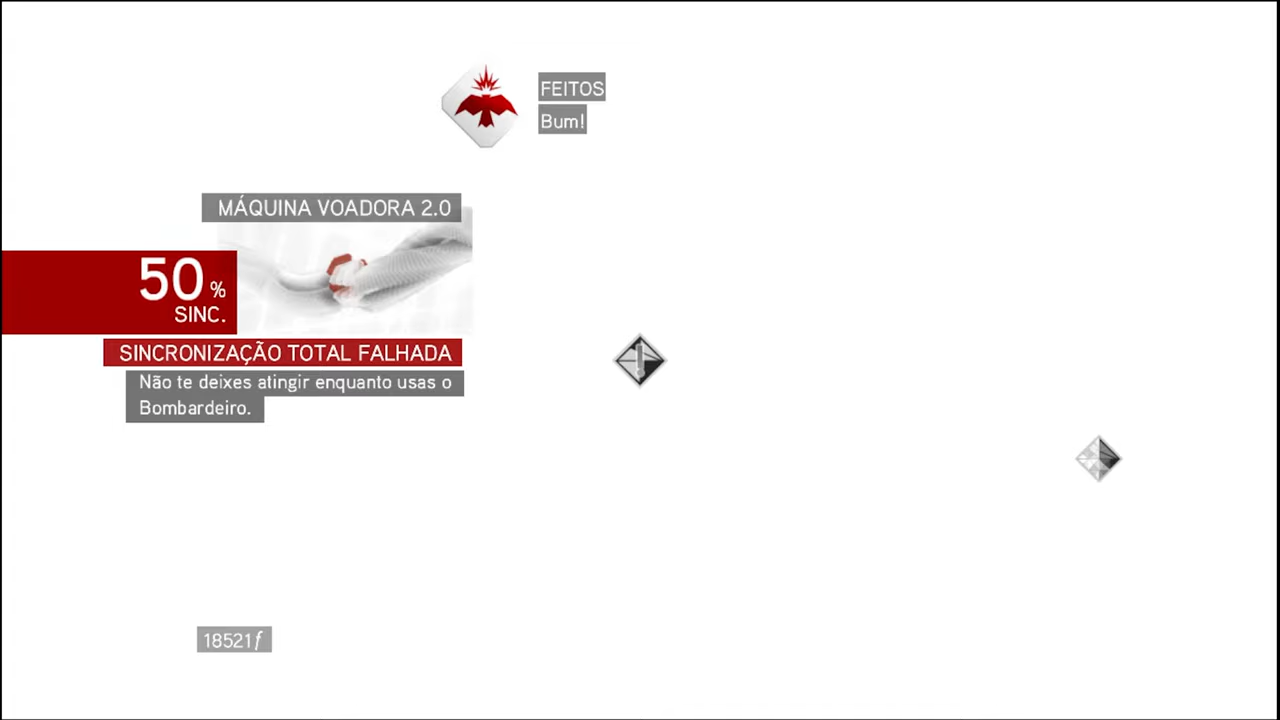 FEITOS
Bum!
MÁQUINA VOADORA 2.0
50 %
SINC.
SINCRONIZAÇÃO TOTAL FALHADA
Não te deixes atingir enquanto usas o
Bombardeiro.
18521ƒ